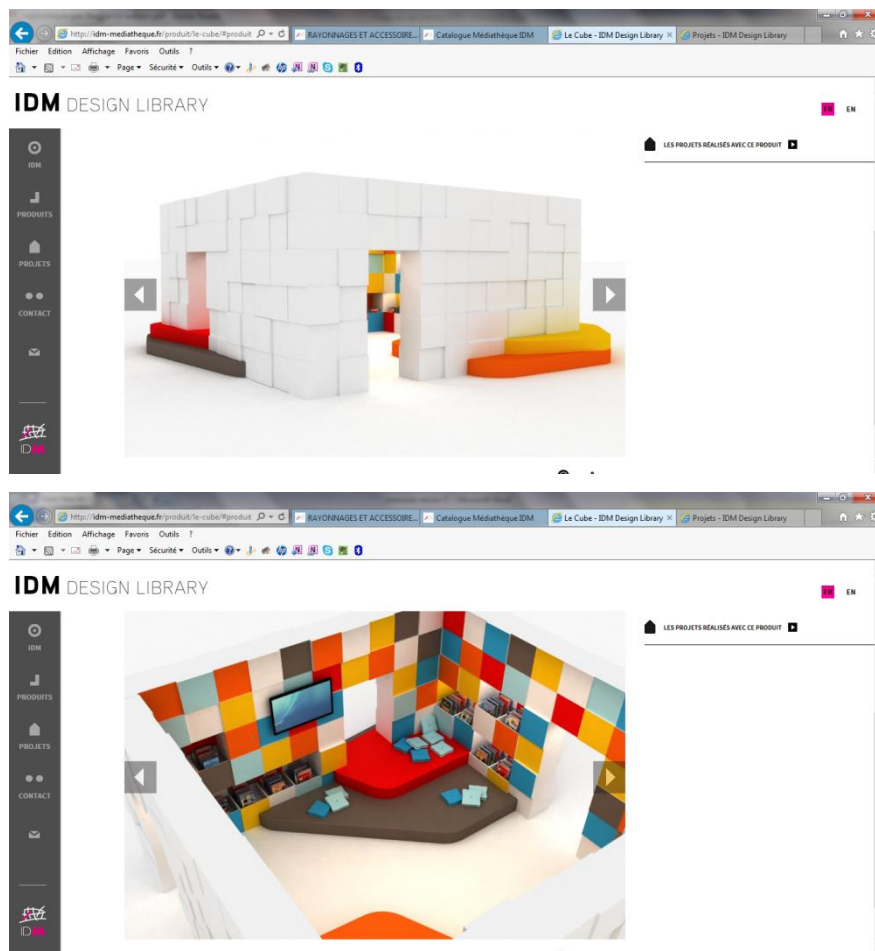 http://idm-mediatheque.fr/produit/le-cube/#produit
RAYONNAGES ET ACCESSOIRE...
Catalogue Médiathèque IDM
Le Cube - IDM Design Library
Projets - IDM Design Library
Fichier Edition Affichage Favoris Outils ?
Page Sécurité Outils
IDM DESIGN LIBRARY
EN
LES PROJETS RÉALISÉS AVEC CE PRODUIT
IDM
PRODUITS
PROJETS
CONTACT
IDM
http://idm-mediatheque.fr/produit/le-cube/#produit
RAYONNAGES ET ACCESSOIRE...
Catalogue Médiathèque IDM
Le Cube - IDM Design Library
Projets - IDM Design Library
Fichier Edition Affichage Favoris Outils ?
Page Sécurité Outils
IDM DESIGN LIBRARY
EN
LES PROJETS RÉALISÉS AVEC CE PRODUIT
IDM
PRODUITS
PROJETS
CONTACT
IDM